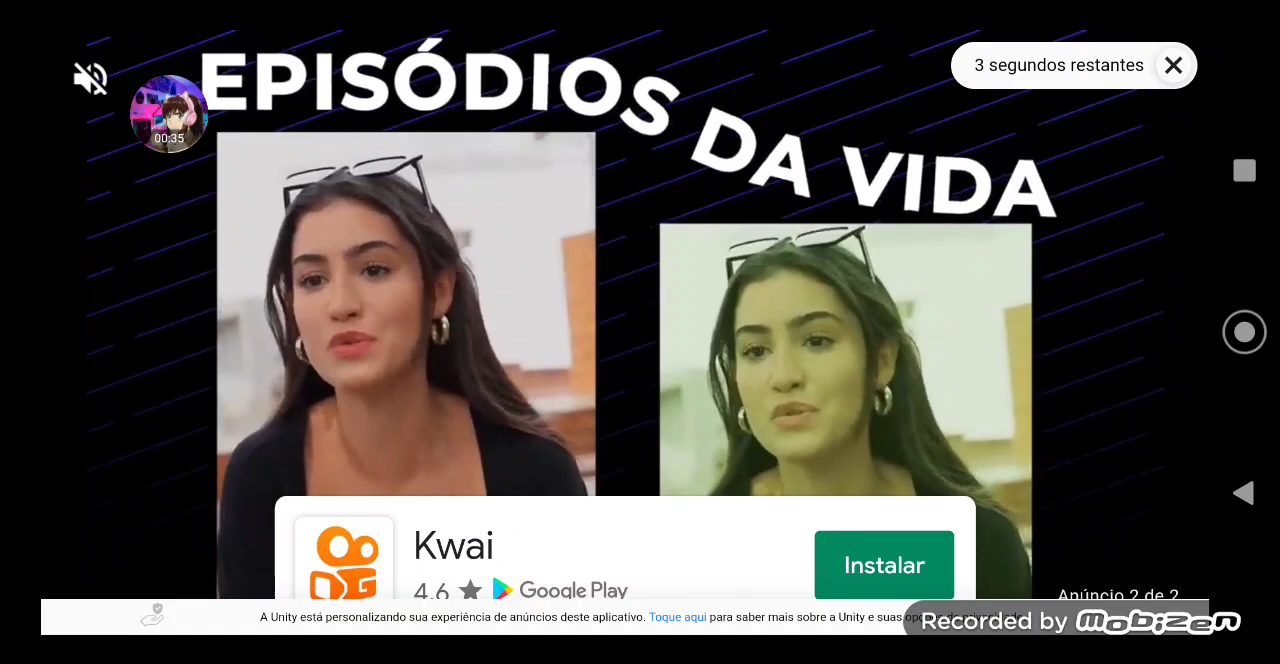 EPISÓDIOS DA VIDA
3 segundos restantes
00:35
Kwai
Instalar
4.6 ★ Google Play
Anúncio 2 de 2
A Unity está personalizando sua experiência de anúncios deste aplicativo. Toque aqui para saber mais sobre a Unity e suas
Recorded by mobizen